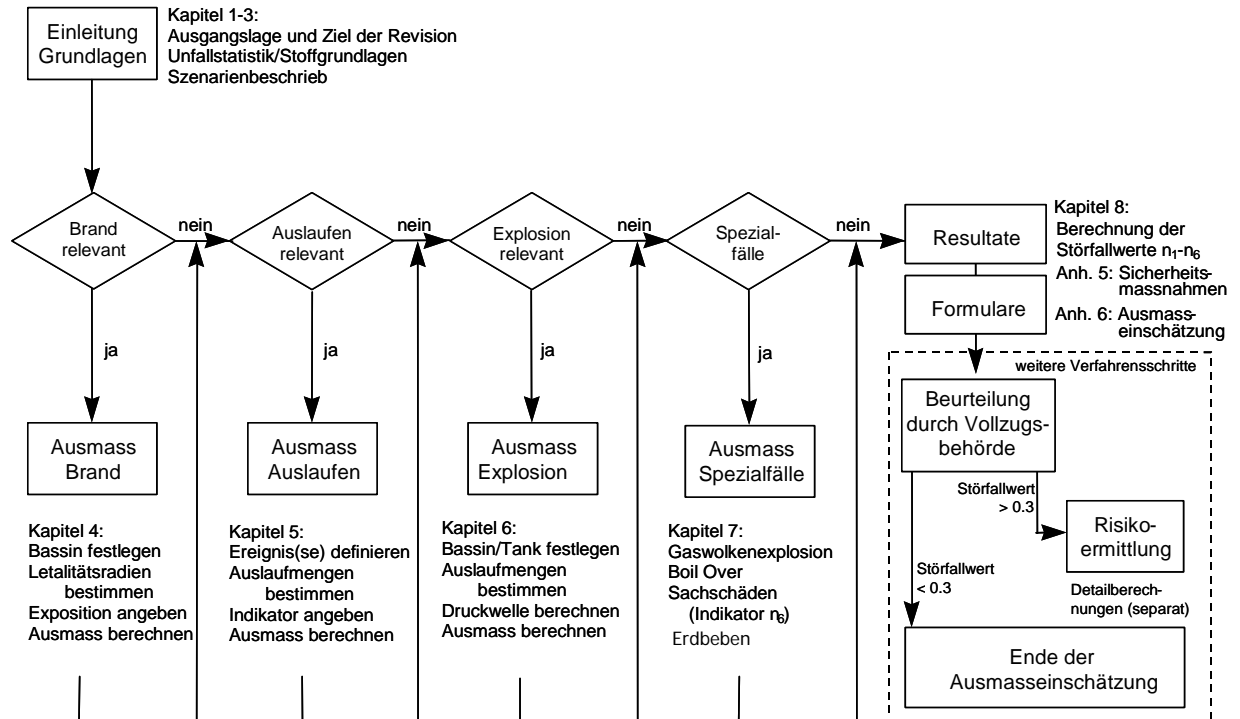 Einleitung
Grundlagen
Kapitel 1-3:
Ausgangslage und Ziel der Revision
Unfallstatistik/Stoffgrundlagen
Szenarienbeschrieb
Brand
relevant
nein
ja
Auslaufen
relevant
nein
ja
Explosion
relevant
nein
ja
Spezial-
fälle
nein
ja
Resultate
Formulare
Kapitel 8:
Berechnung der
Störfallwerte n1-n6
Anh. 5: Sicherheits-
massnahmen
Anh. 6: Ausmass-
einschätzung
weitere Verfahrensschritte
Beurteilung
durch Vollzugs-
behörde
Störfallwert
> 0.3
Risiko-
ermittlung
Detailberech-
nungen (separat)
Störfallwert
< 0.3
Ende der
Ausmasseinschätzung
Ausmass
Brand
Kapitel 4:
Bassin festlegen
Letalitätsradien
bestimmen
Exposition angeben
Ausmass berechnen
Ausmass
Auslaufen
Kapitel 5:
Ereignis(se) definieren
Auslaufmengen
bestimmen
Indikator angeben
Ausmass berechnen
Ausmass
Explosion
Kapitel 6:
Bassin/Tank festlegen
Auslaufmengen
bestimmen
Druckwelle berechnen
Ausmass berechnen
Ausmass
Spezialfälle
Kapitel 7:
Gaswolkenexplosion
Boil Over
Sachschäden
(Indikator n6)
Erdbeben